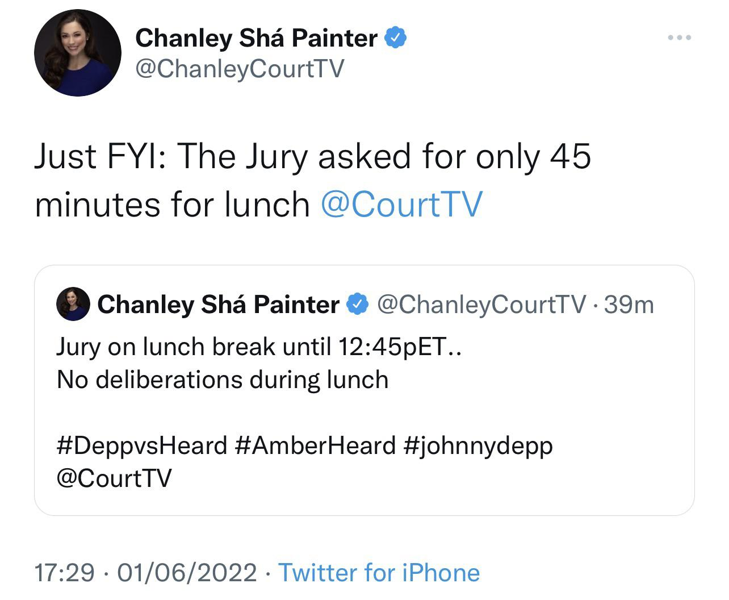 Chanley Shá Painter
@ChanleyCourtTV
Just FYI: The Jury asked for only 45
minutes for lunch @CourtTV
Chanley Shá Painter @ChanleyCourtTV · 39m
Jury on lunch break until 12:45pET..
No deliberations during lunch
#DeppvsHeard #AmberHeard #johnnydepp
@CourtTV
17:29 · 01/06/2022 · Twitter for iPhone